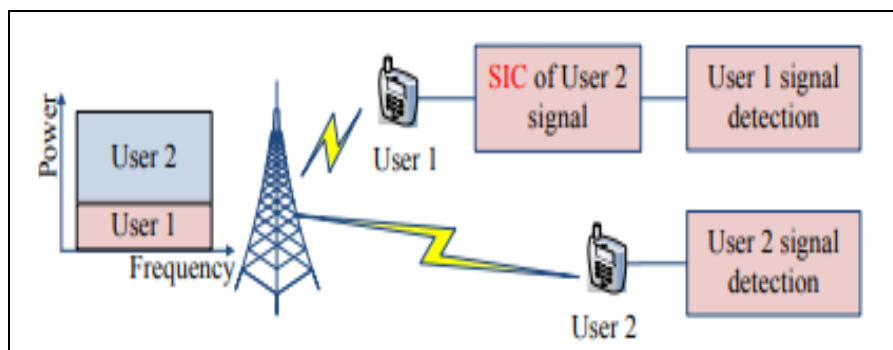 Power
User 2
User 1
Frequency
User 1
SIC of User 2
signal
User 1 signal
detection
User 2
User 2 signal
detection